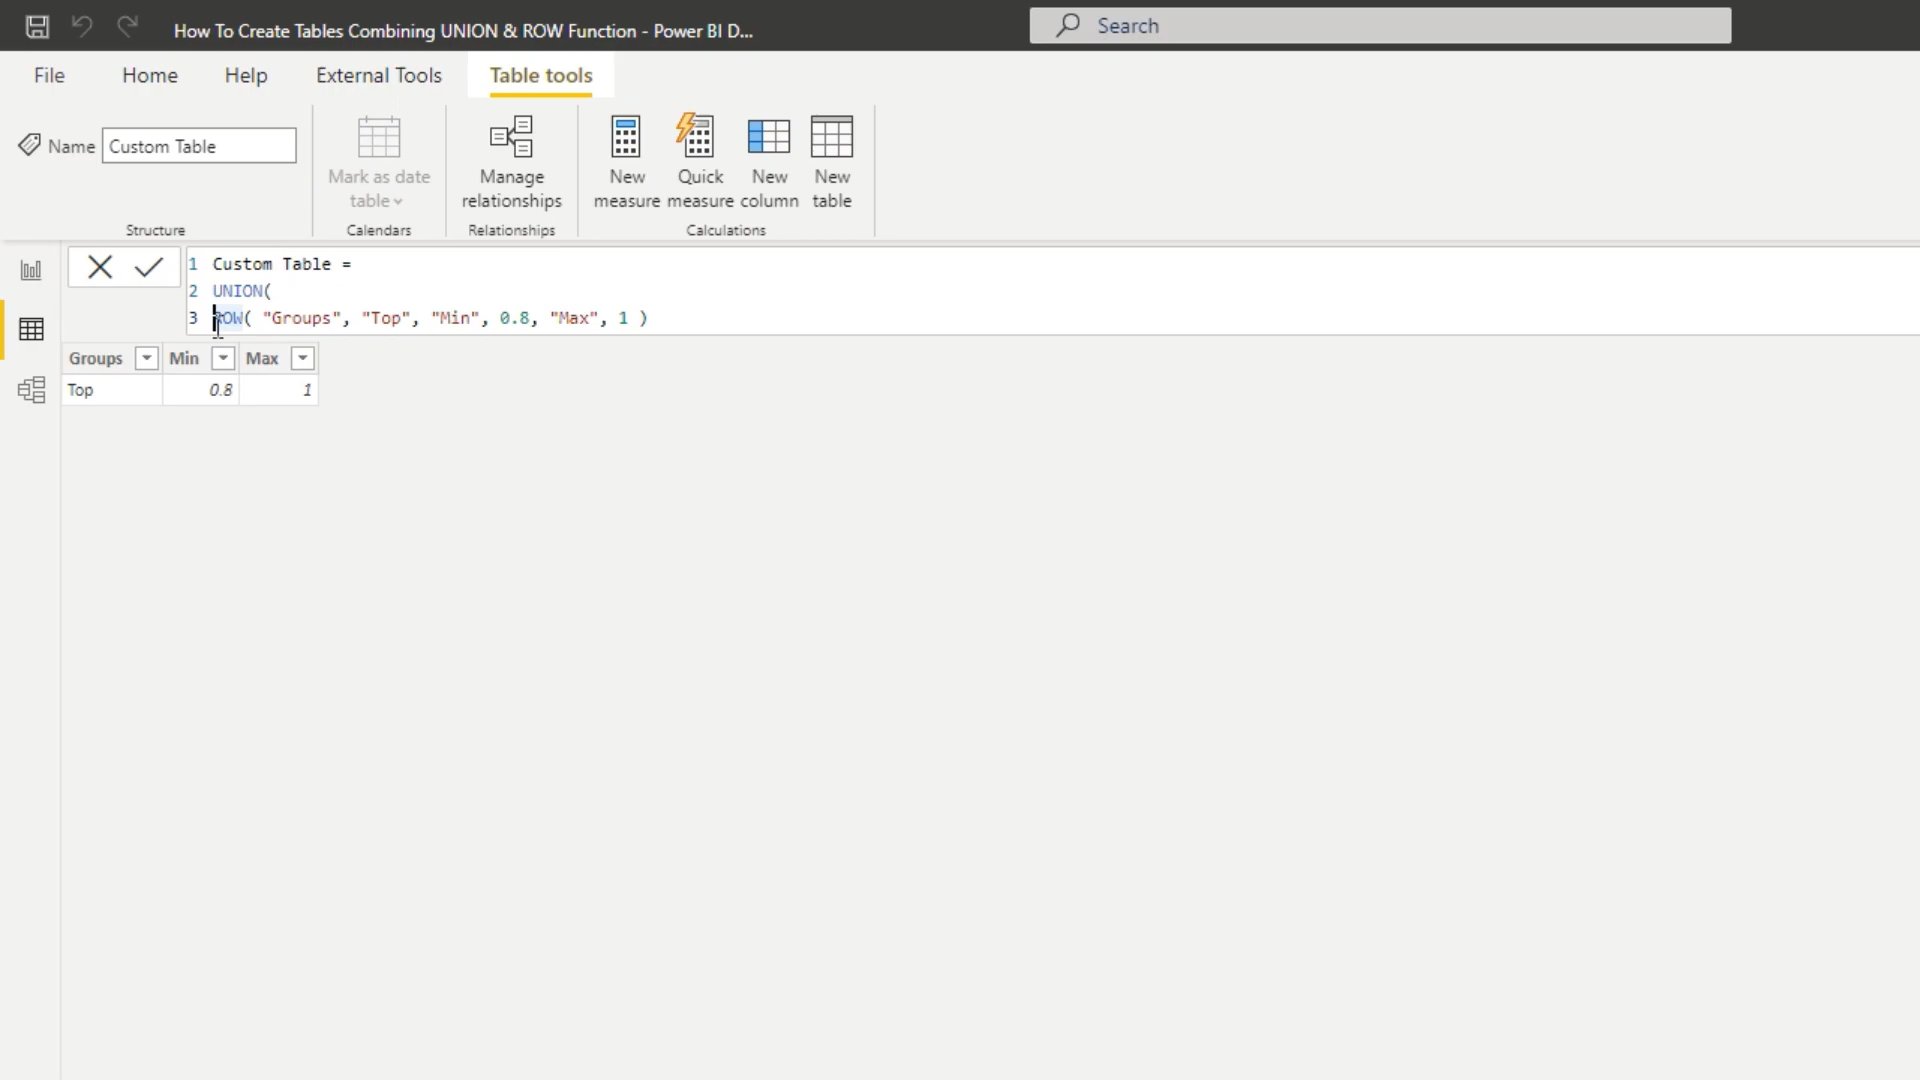 How To Create Tables Combining UNION & ROW Function - Power BI D...
Search
File Home Help External Tools Table tools
Name Custom Table
Mark as date table
Manage relationships
New measure
Quick measure
New column
New table
Structure Calendars Relationships Calculations
1 Custom Table =
2 UNION(
3 ROW( "Groups", "Top", "Min", 0.8, "Max", 1 )
Groups Min Max
Top 0.8 1